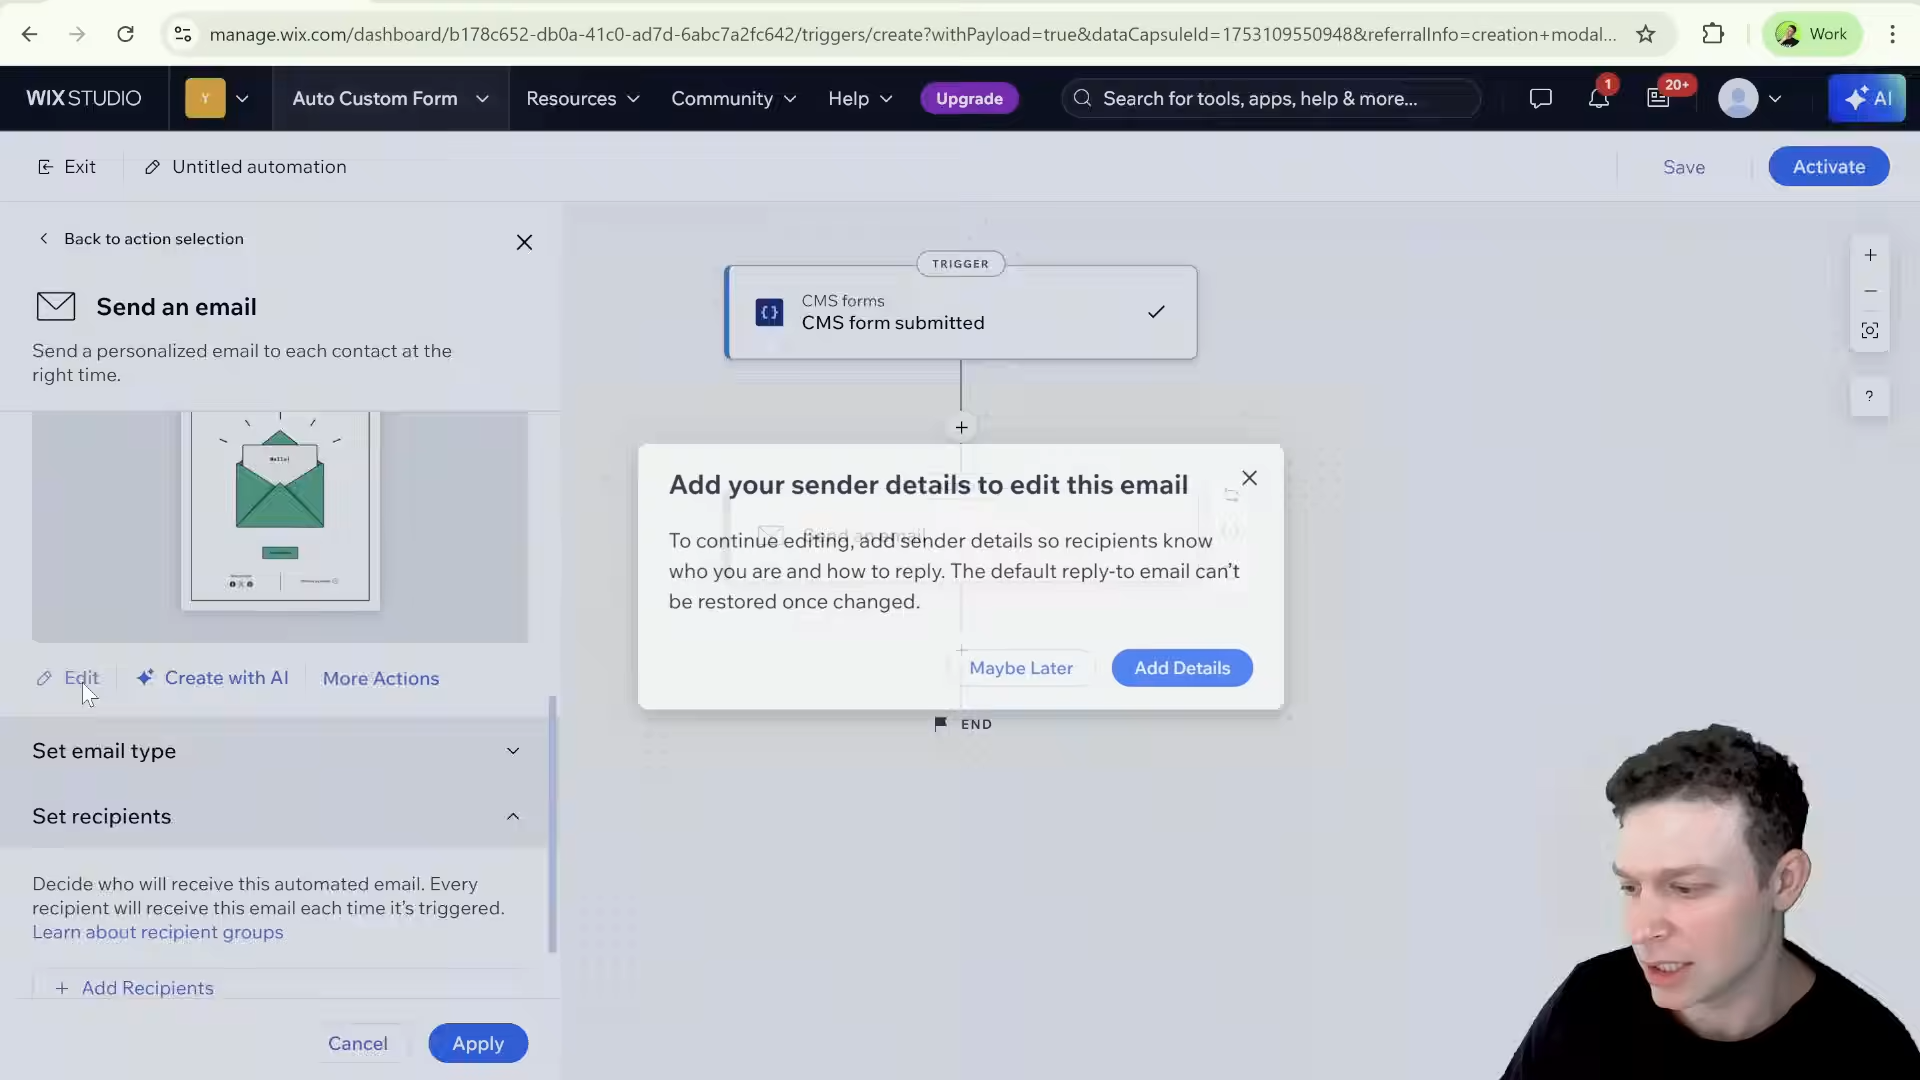 manage.wix.com/dashboard/b178c652-db0a-41c0-ad7d-6abc7a2fc642/triggers/create?withPayload=true&dataCapsuleId=1753109550948&referralInfo=creation+modal...
Work
WIX STUDIO
Y
Auto Custom Form
Resources
Community
Help
Upgrade
Search for tools, apps, help & more...
1
20+
AI
Exit
Untitled automation
Save
Activate
Back to action selection
Send an email
Send a personalized email to each contact at the
right time.
Hello!
Edit
Create with AI
More Actions
Set email type
Set recipients
Decide who will receive this automated email. Every
recipient will receive this email each time it's triggered.
Learn about recipient groups
+ Add Recipients
Cancel
Apply
TRIGGER
CMS forms
CMS form submitted
Add your sender details to edit this email
Send an email
To continue editing, add sender details so recipients know
who you are and how to reply. The default reply-to email can't
be restored once changed.
Maybe Later
Add Details
END
+
−
?